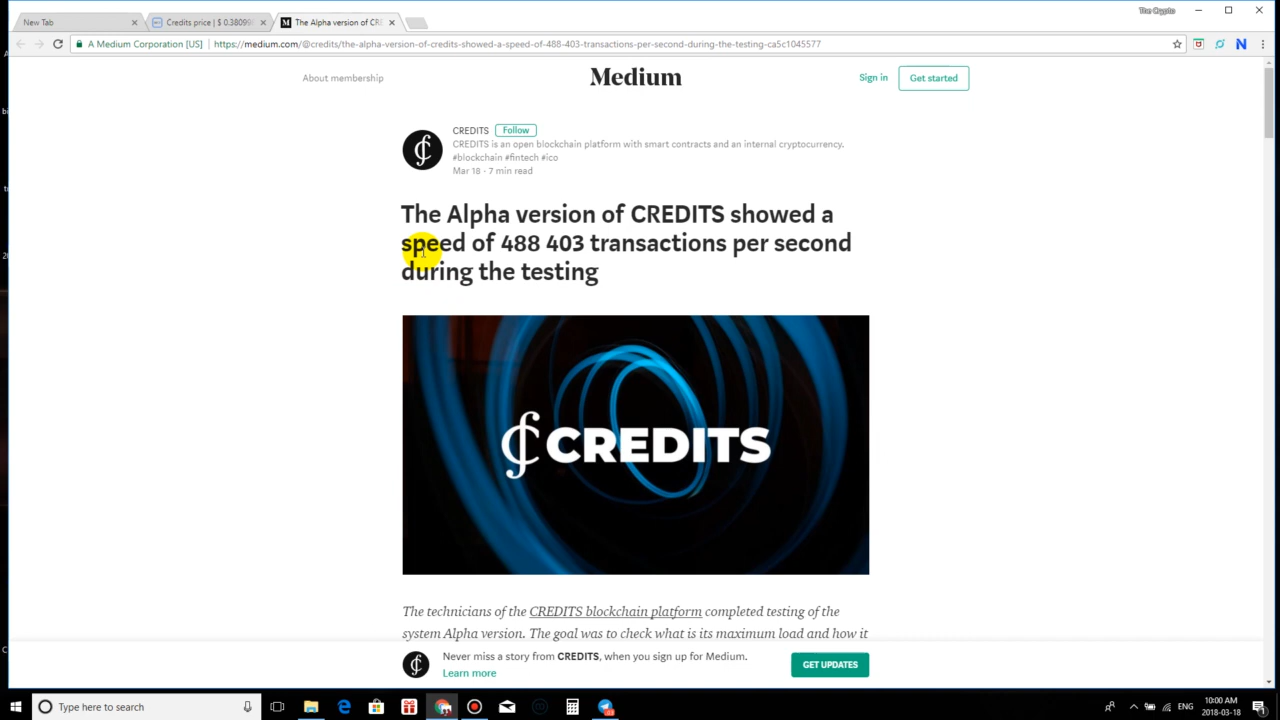 The Crypto
New Tab
Credits price | $ 0.38099
The Alpha version of CRE
A Medium Corporation [US]
https://medium.com/@credits/the-alpha-version-of-credits-showed-a-speed-of-488-403-transactions-per-second-during-the-testing-ca5c1045577
About membership
Medium
Sign in
Get started
CREDITS
Follow
CREDITS is an open blockchain platform with smart contracts and an internal cryptocurrency.
#blockchain #fintech #ico
Mar 18 · 7 min read
The Alpha version of CREDITS showed a
speed of 488 403 transactions per second
during the testing
CREDITS
The technicians of the CREDITS blockchain platform completed testing of the
system Alpha version. The goal was to check what is its maximum load and how it
Never miss a story from CREDITS, when you sign up for Medium.
Learn more
GET UPDATES
Type here to search
ENG
10:00 AM
2018-03-18